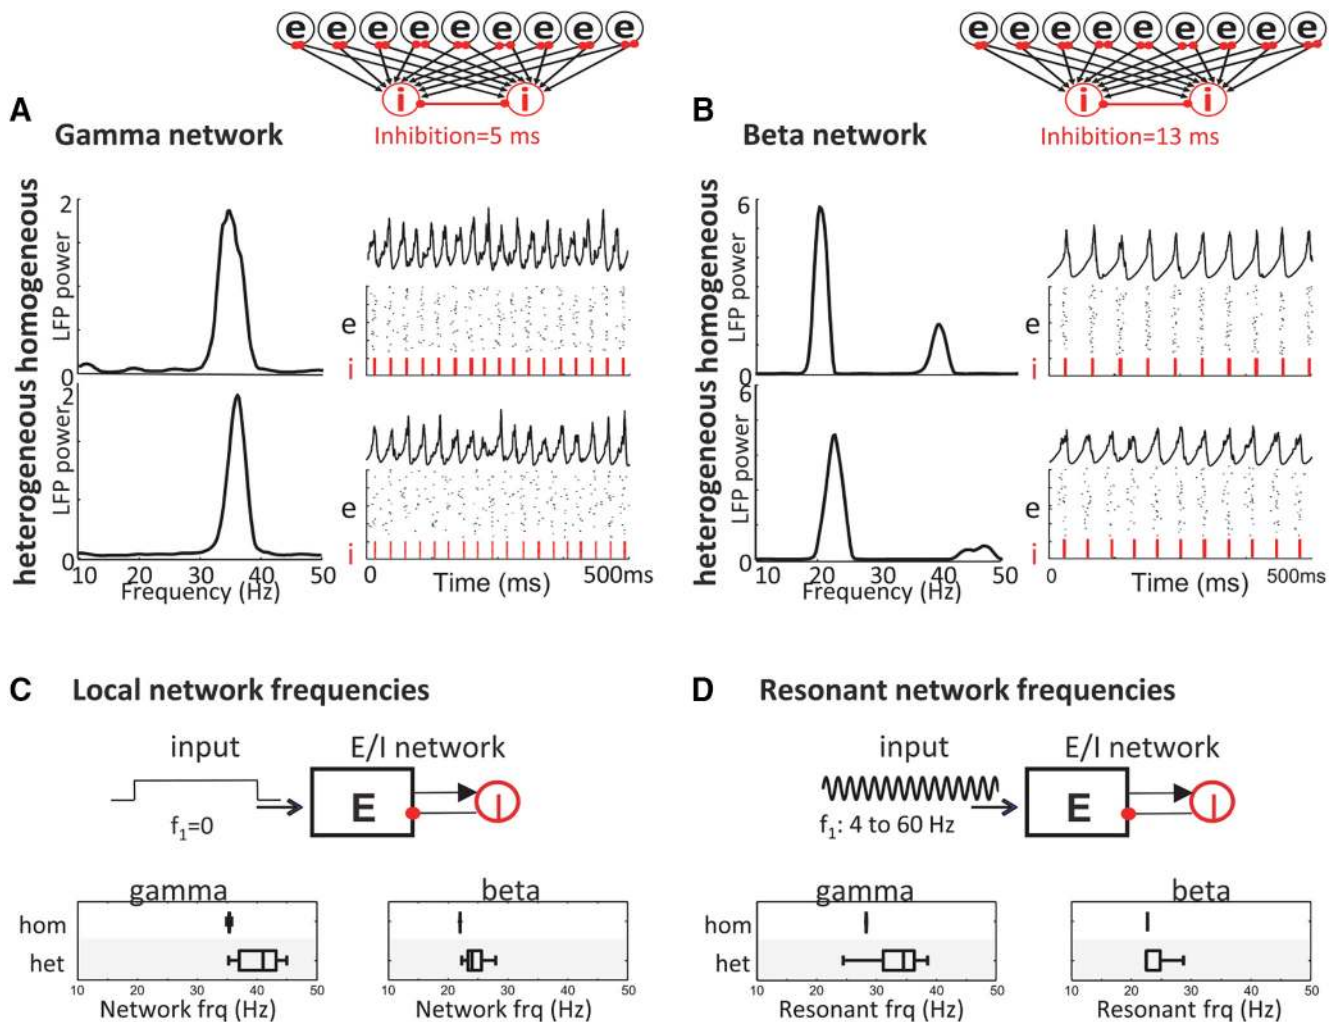 e e e e e e e e e
e e e e e e e e e
i i
i i
A
B
Gamma network
Inhibition=5 ms
Beta network
Inhibition=13 ms
homogeneous
2
LFP power
0
e
i
homogeneous
6
LFP power
0
e
i
heterogeneous
2
LFP power
0
10 20 30 40 50
Frequency (Hz)
e
i
0 500ms
Time (ms)
heterogeneous
6
LFP power
0
10 20 30 40 50
Frequency (Hz)
e
i
0 500ms
Time (ms)
C Local network frequencies
input
E/I network
f₁=0
E
I
gamma
beta
hom
het
10 20 30 40 50
Network frq (Hz)
10 20 30 40 50
Network frq (Hz)
D Resonant network frequencies
input
E/I network
f₁: 4 to 60 Hz
E
I
gamma
beta
hom
het
10 20 30 40 50
Resonant frq (Hz)
10 20 30 40 50
Resonant frq (Hz)